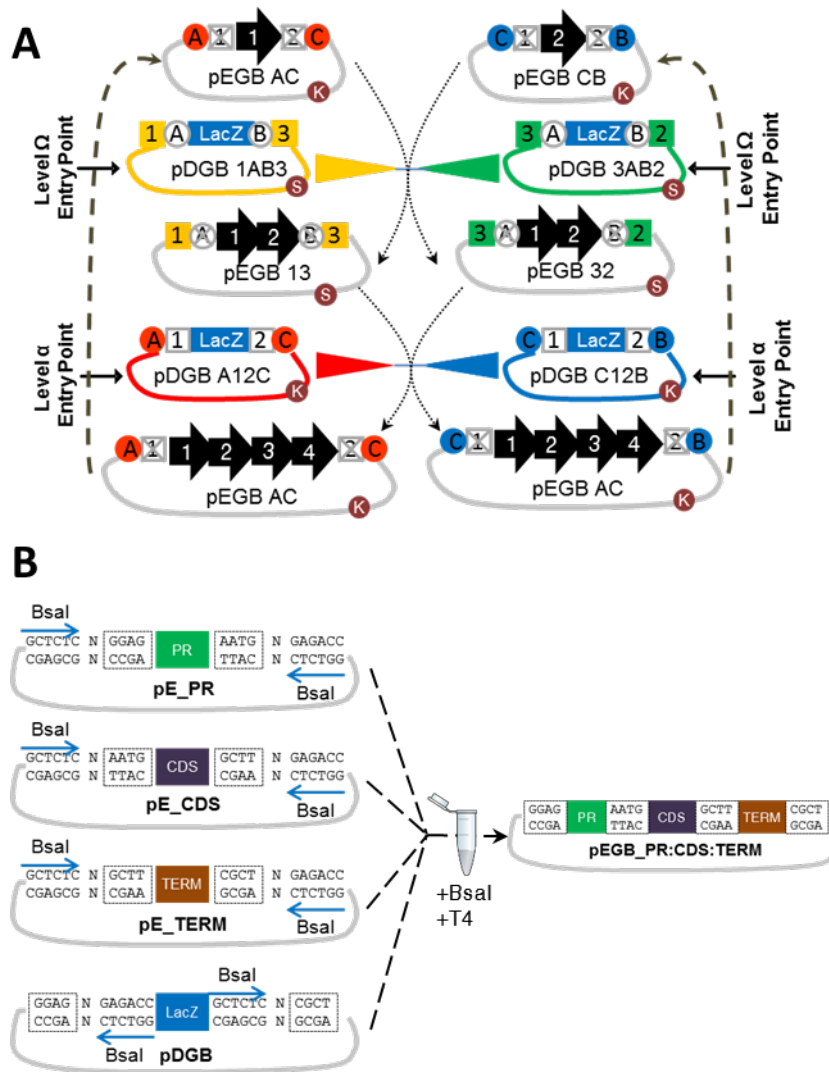 A
A 1 1 2 C
pEGB AC
K
C 1 2 2 B
pEGB CB
K
Level Ω
Entry Point
1 A LacZ B 3
pDGB 1AB3
S
3 A LacZ B 2
pDGB 3AB2
S
Level Ω
Entry Point
1 A 1 2 B 3
pEGB 13
S
3 A 1 2 B 2
pEGB 32
S
Level α
Entry Point
A 1 LacZ 2 C
pDGB A12C
K
C 1 LacZ 2 B
pDGB C12B
K
Level α
Entry Point
A 1 1 2 3 4 2 C
pEGB AC
K
C 1 1 2 3 4 2 B
pEGB AC
K
B
BsaI
GCTCTC N GGAG PR AATG N GAGACC
CGAGCG N CCGA TTAC N CTCTGG
pE_PR
BsaI
BsaI
GCTCTC N AATG CDS GCTT N GAGACC
CGAGCG N TTAC CGAA N CTCTGG
pE_CDS
BsaI
BsaI
GCTCTC N GCTT TERM CGCT N GAGACC
CGAGCG N CGAA GCGA N CTCTGG
pE_TERM
BsaI
BsaI
GGAG N GAGACC LacZ GCTCTC N CGCT
CCGA N CTCTGG CGAGCG N GCGA
BsaI
pDGB
+BsaI
+T4
GGAG PR AATG CDS GCTT TERM CGCT
CCGA TTAC CGAA GCGA
pEGB_PR:CDS:TERM